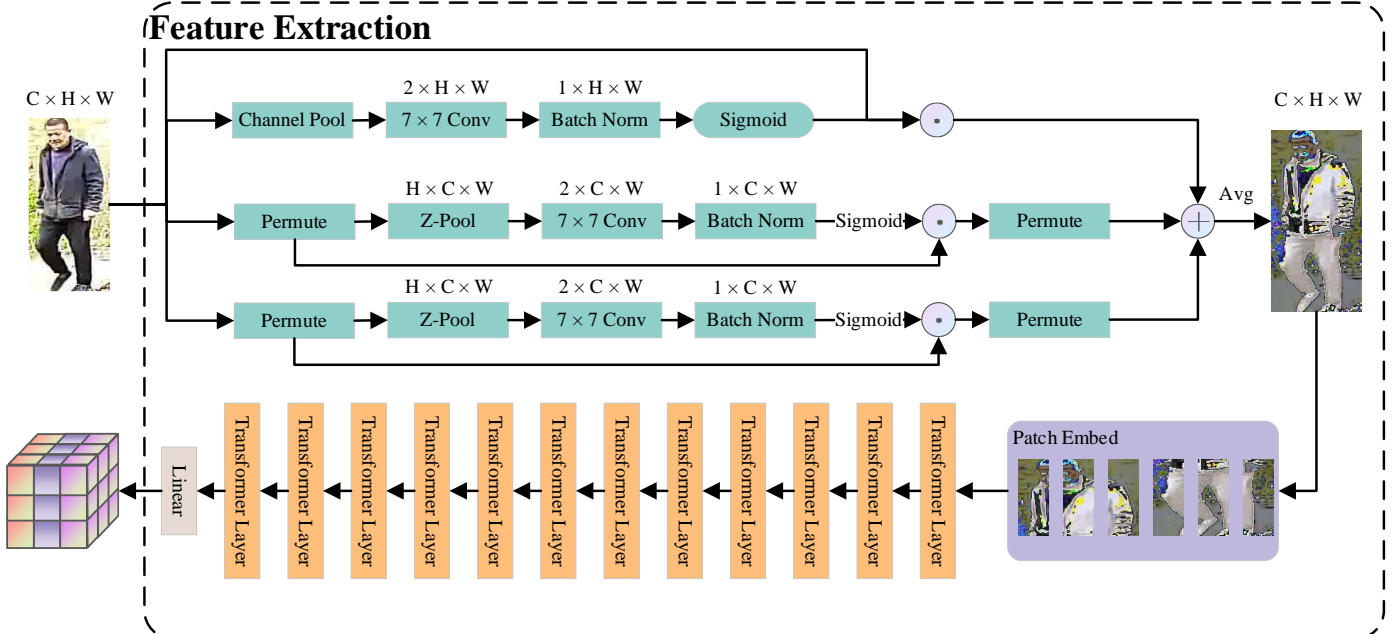 Feature Extraction
C × H × W
2 × H × W
1 × H × W
C × H × W
Channel Pool
7 × 7 Conv
Batch Norm
Sigmoid
H × C × W
2 × C × W
1 × C × W
Avg
Permute
Z-Pool
7 × 7 Conv
Batch Norm
Sigmoid
Permute
H × C × W
2 × C × W
1 × C × W
Permute
Z-Pool
7 × 7 Conv
Batch Norm
Sigmoid
Permute
Linear
Transformer Layer
Transformer Layer
Transformer Layer
Transformer Layer
Transformer Layer
Transformer Layer
Transformer Layer
Transformer Layer
Transformer Layer
Transformer Layer
Transformer Layer
Transformer Layer
Patch Embed